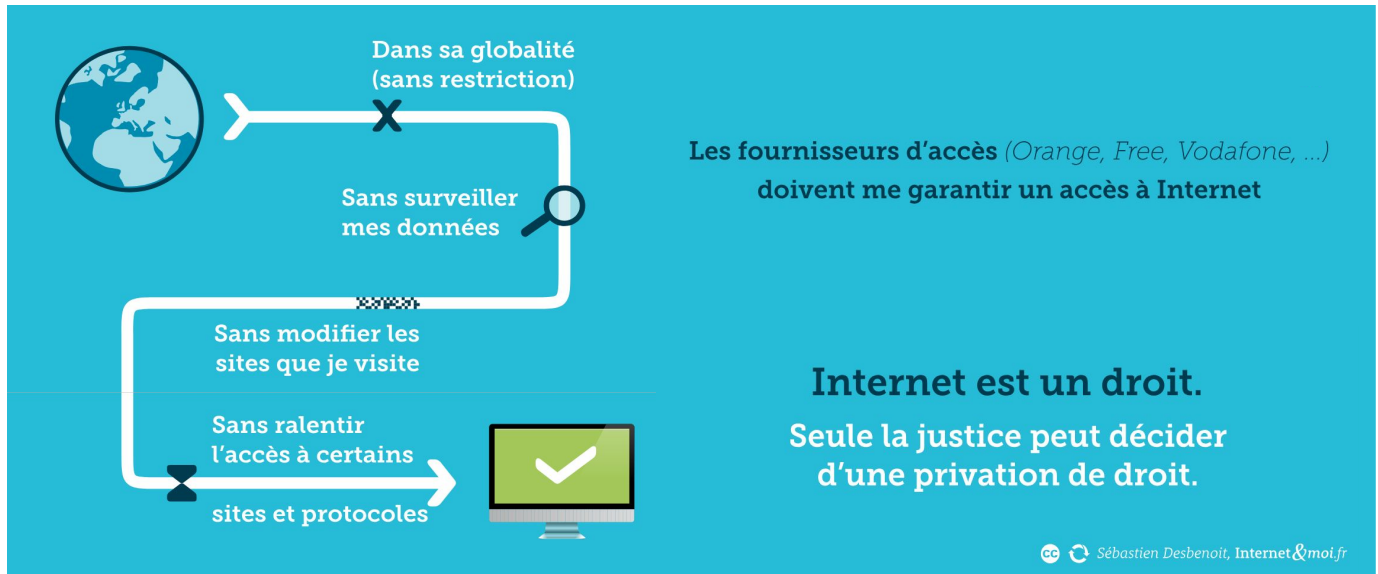 Dans sa globalité
(sans restriction)
Sans surveiller
mes données
Sans modifier les
sites que je visite
Sans ralentir
l’accès à certains
sites et protocoles
Les fournisseurs d’accès (Orange, Free, Vodafone, ...)
doivent me garantir un accès à Internet
Internet est un droit.
Seule la justice peut décider
d’une privation de droit.
cc Sébastien Desbenoit, Internet&moi.fr